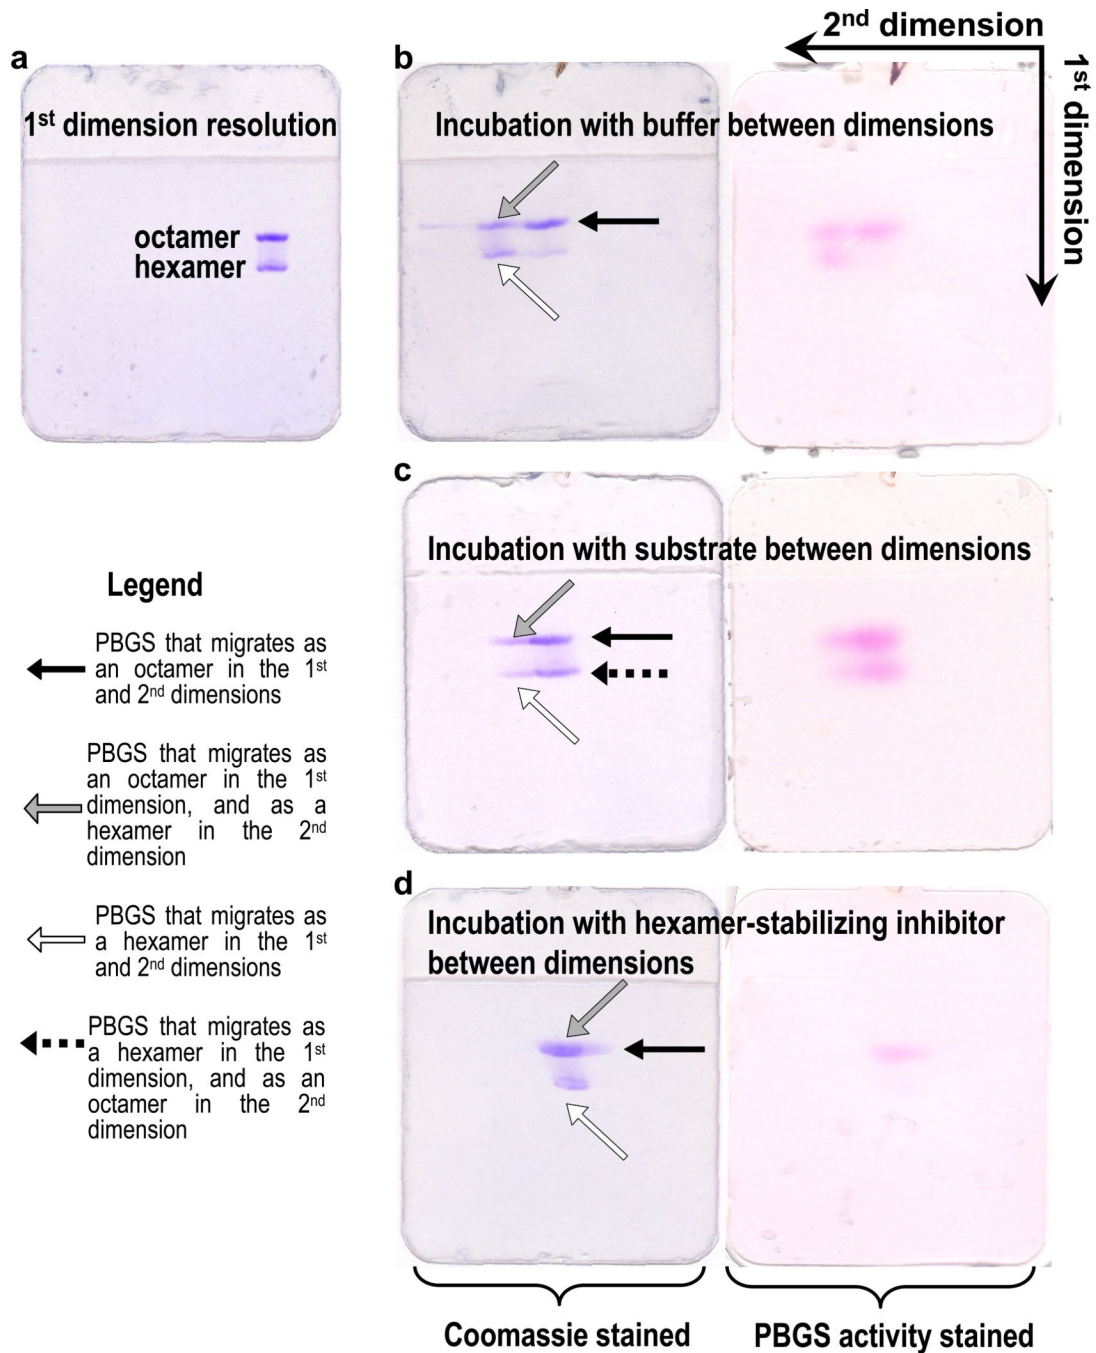 a
1st dimension resolution
octamer
hexamer
b
2nd dimension
1st dimension
Incubation with buffer between dimensions
c
Incubation with substrate between dimensions
d
Incubation with hexamer-stabilizing inhibitor
between dimensions
Legend
PBGS that migrates as
an octamer in the 1st
and 2nd dimensions
PBGS that migrates as
an octamer in the 1st
dimension, and as a
hexamer in the 2nd
dimension
PBGS that migrates as
a hexamer in the 1st
and 2nd dimensions
PBGS that migrates as
a hexamer in the 1st
dimension, and as an
octamer in the 2nd
dimension
Coomassie stained
PBGS activity stained